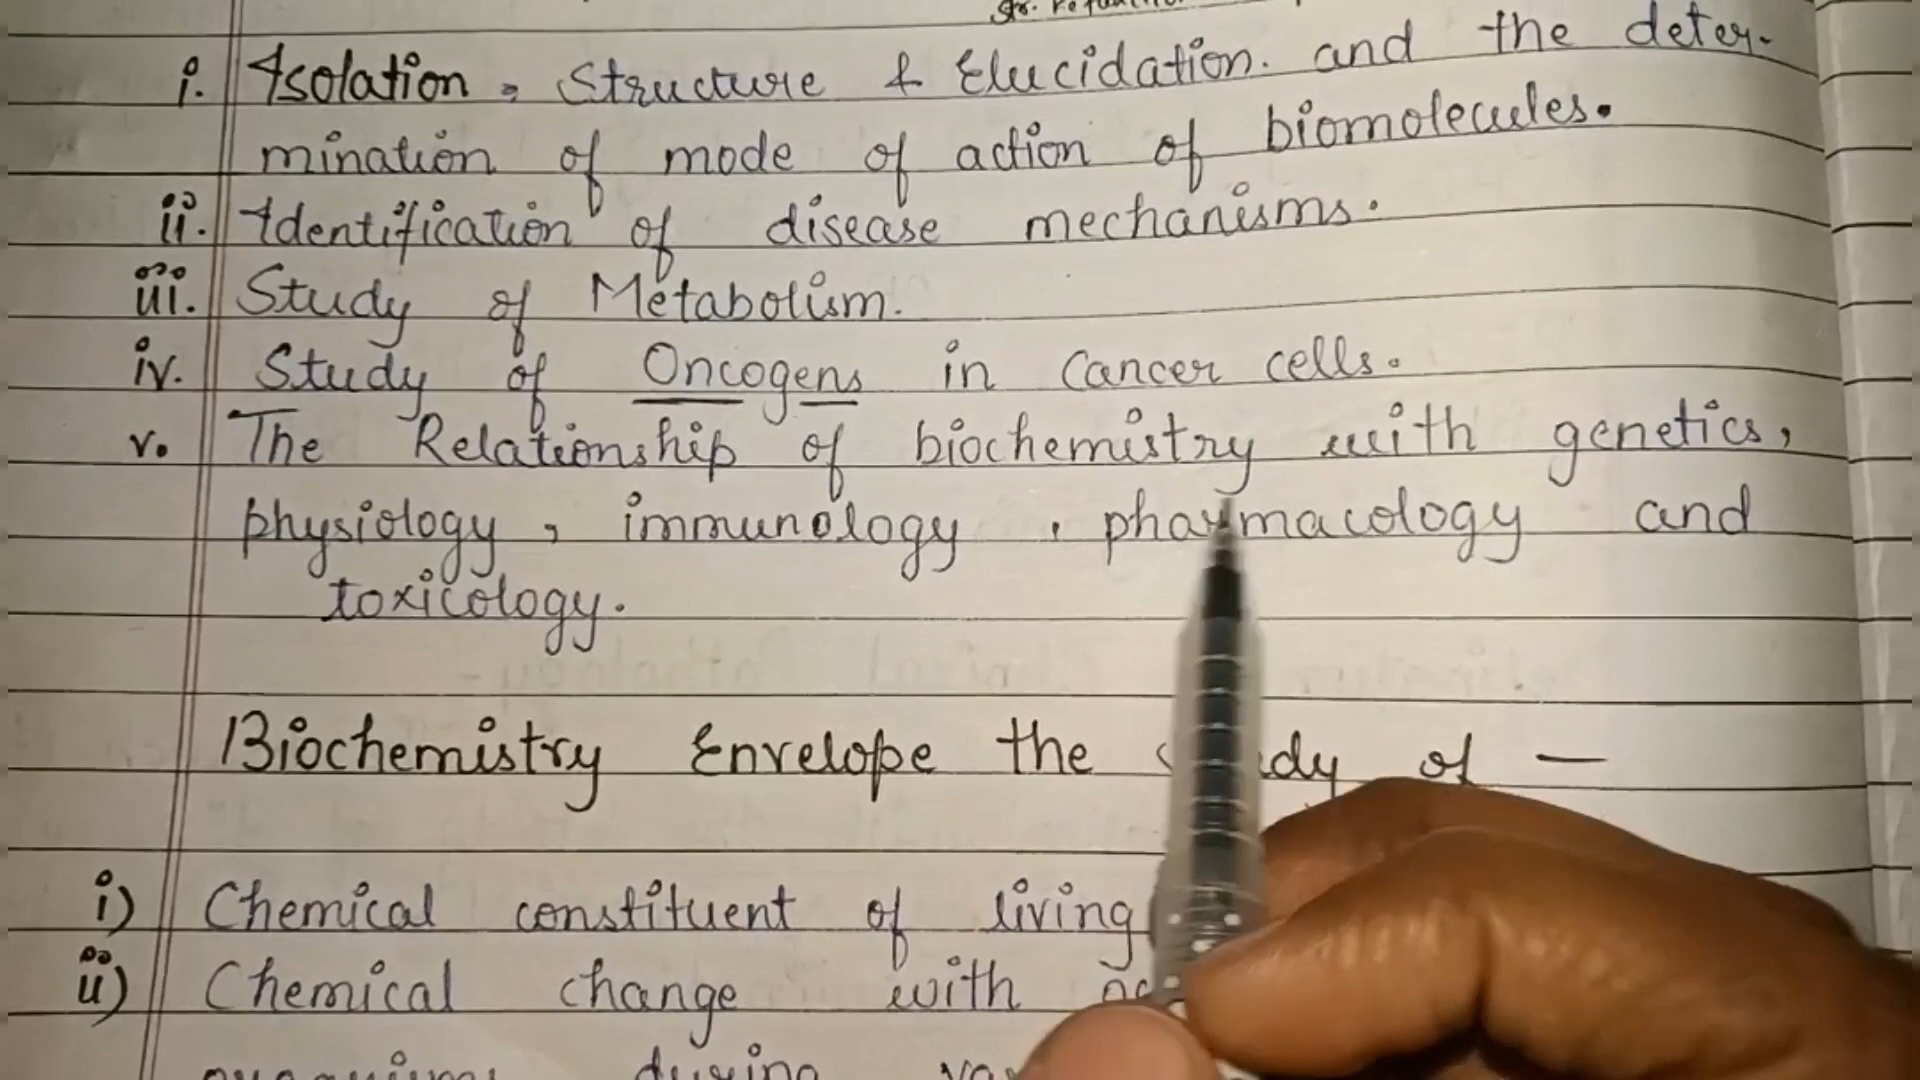 i. Isolation, Structure & Elucidation. and the deter-
mination of mode of action of biomolecules.
ii. Identification of disease mechanisms.
iii. Study of Metabolism.
iv. Study of Oncogens in Cancer cells.
v. The Relationship of biochemistry with genetics,
physiology, immunology, pharmacology and
toxicology.
Biochemistry Envelope the of —
i) Chemical constituent of living
ii) Chemical change with
during